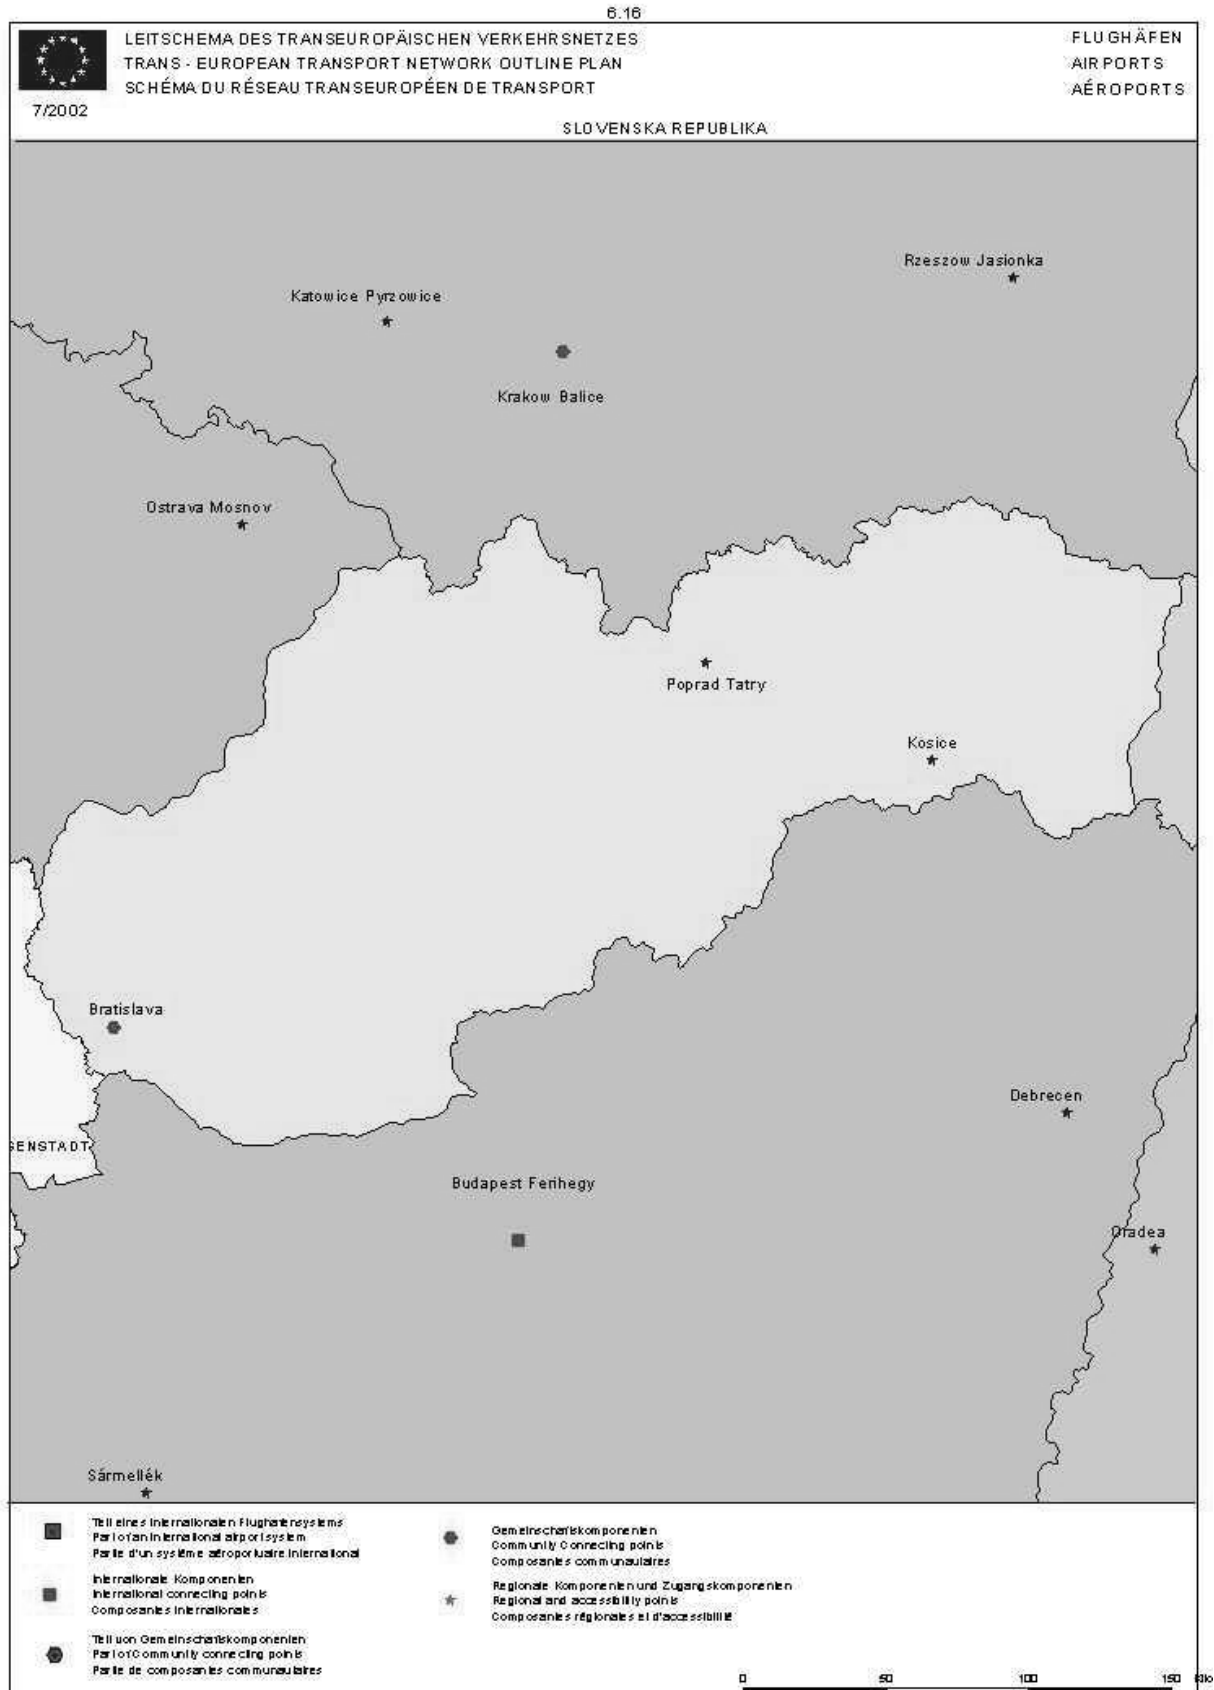 6.16
LEITSCHEMA DES TRANSEUROPÄISCHEN VERKEHRSNETZES
TRANS - EUROPEAN TRANSPORT NETWORK OUTLINE PLAN
SCHÉMA DU RÉSEAU TRANSEUROPÉEN DE TRANSPORT
FLUGHÄFEN
AIRPORTS
AÉROPORTS
7/2002
SLOVENSKA REPUBLIKA
Rzeszow Jasionka
Katowice Pyrzowice
Krakow Balice
Ostrava Mosnov
Poprad Tatry
Kosice
Bratislava
Debrecen
SENSTADT
Budapest Ferihegy
Oradea
Sármellék
Teil eines internationalen Flughafensystems
Part of an international airport system
Partie d'un système aéroportuaire international
Internationale Komponenten
International connecting points
Composantes internationales
Teil von Gemeinschaftskomponenten
Part of Community connecting points
Partie de composantes communautaires
Gemeinschaftskomponenten
Community Connecting points
Composantes communautaires
Regionale Komponenten und Zugangskomponenten
Regional and accessibility points
Composantes régionales et d'accessibilité
0 50 100 150 Kilo